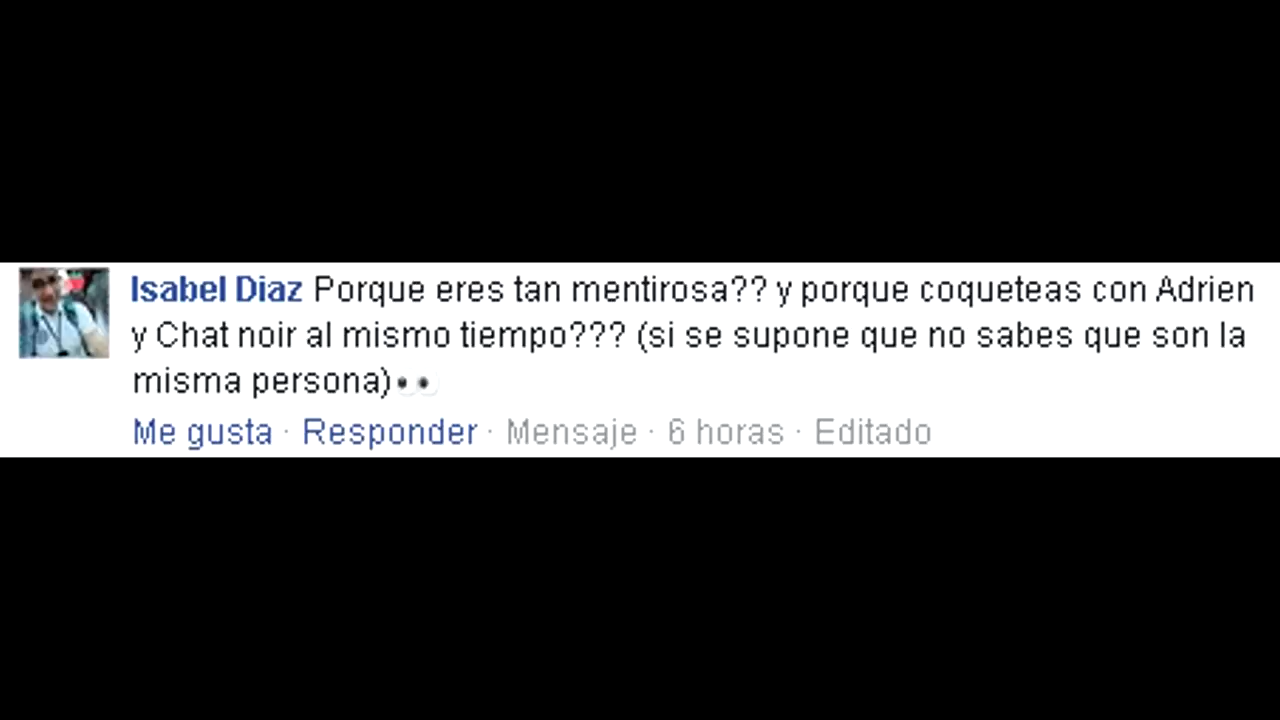 Isabel Diaz Porque eres tan mentirosa?? y porque coqueteas con Adrien
y Chat noir al mismo tiempo??? (si se supone que no sabes que son la
misma persona)👀
Me gusta · Responder · Mensaje · 6 horas · Editado